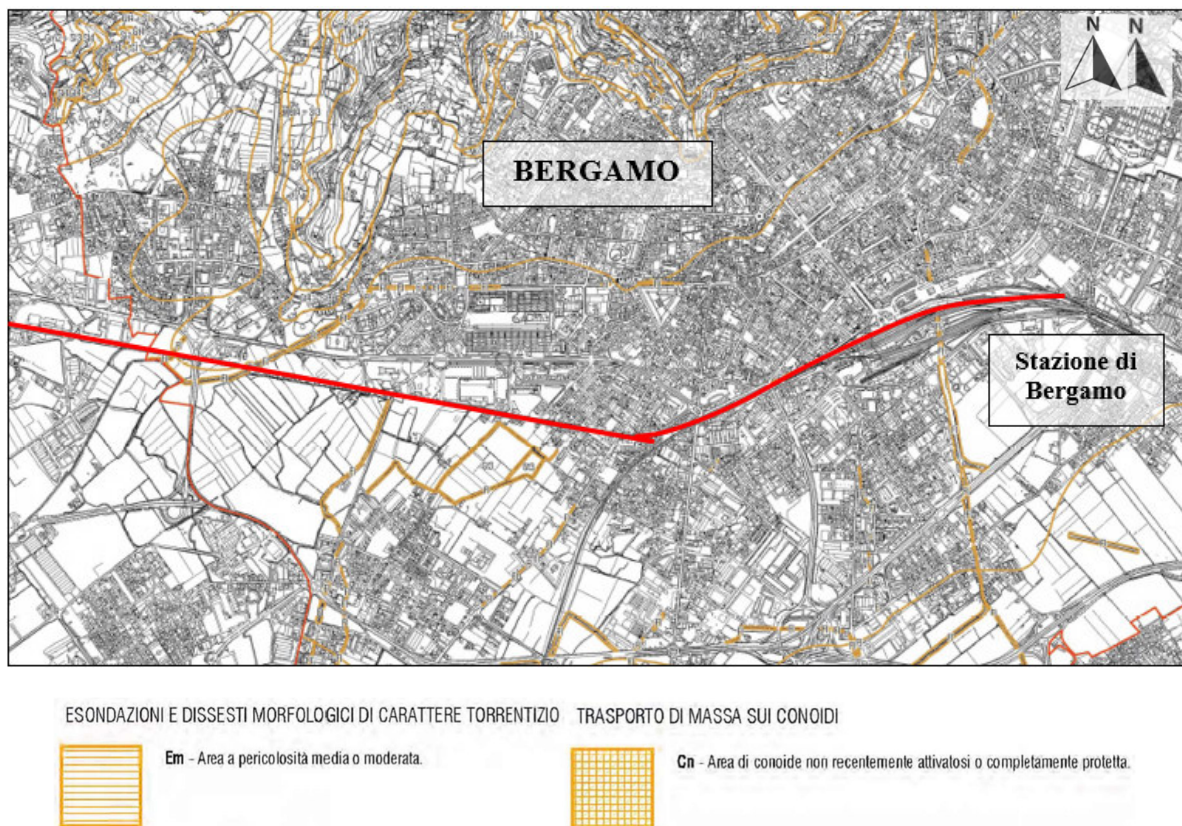 N N
BERGAMO
Stazione di
Bergamo
ESONDAZIONI E DISSESTI MORFOLOGICI DI CARATTERE TORRENTIZIO
Em - Area a pericolosità media o moderata.
TRASPORTO DI MASSA SUI CONOIDI
Cn - Area di conoide non recentemente attivatosi o completamente protetta.